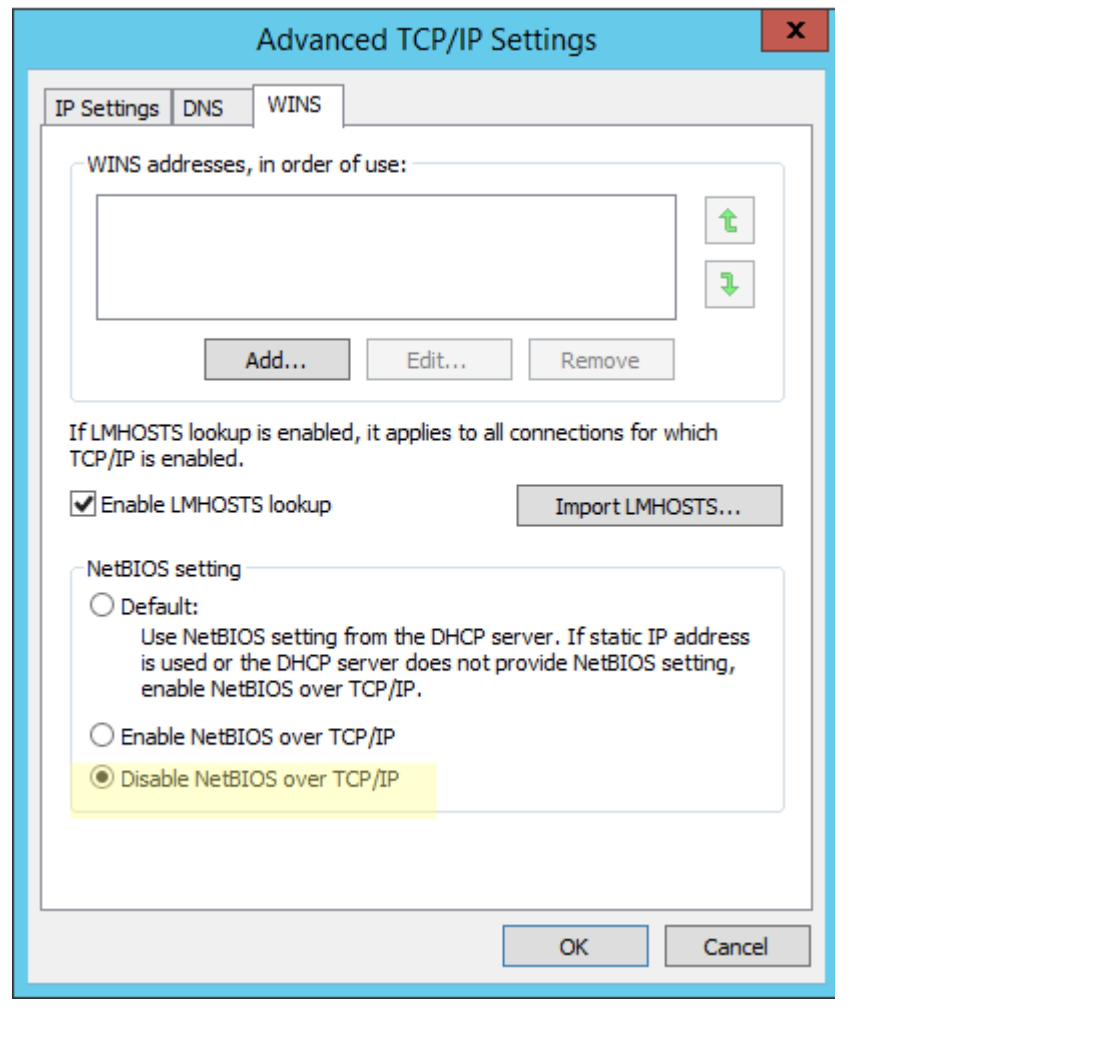 Advanced TCP/IP Settings
x
IP Settings
DNS
WINS
WINS addresses, in order of use:
Add...
Edit...
Remove
If LMHOSTS lookup is enabled, it applies to all connections for which
TCP/IP is enabled.
Enable LMHOSTS lookup
Import LMHOSTS...
NetBIOS setting
Default:
Use NetBIOS setting from the DHCP server. If static IP address
is used or the DHCP server does not provide NetBIOS setting,
enable NetBIOS over TCP/IP.
Enable NetBIOS over TCP/IP
Disable NetBIOS over TCP/IP
OK
Cancel